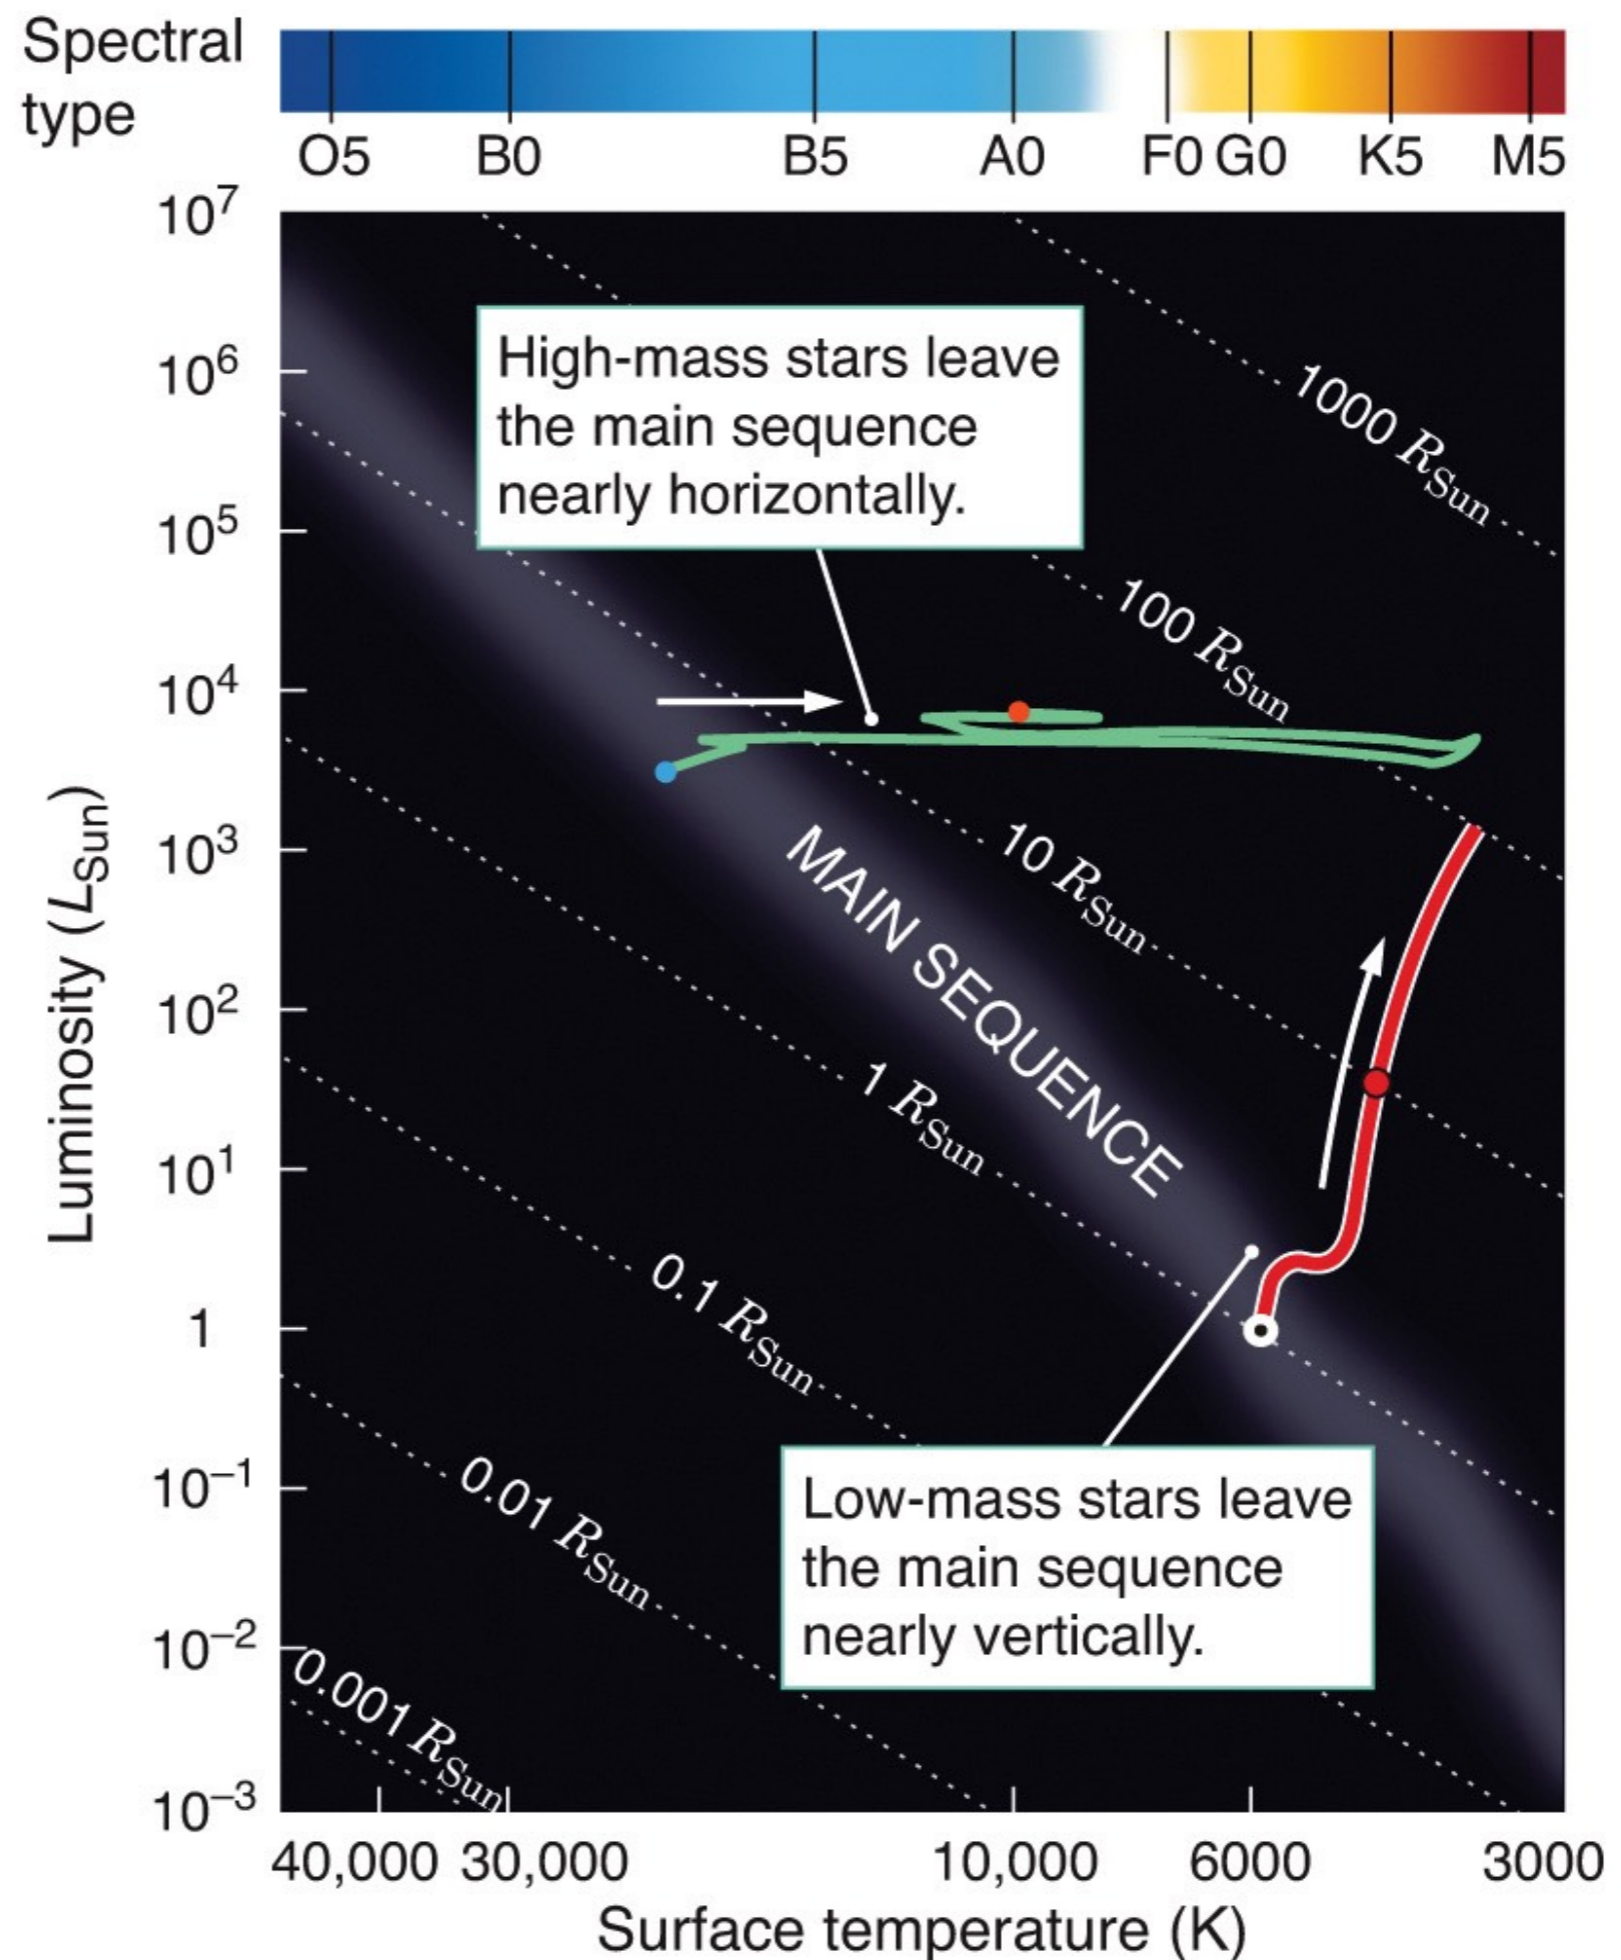 Spectral
type
O5 B0 B5 A0 F0 G0 K5 M5
10⁷
10⁶
10⁵
10⁴
10³
10²
10¹
1
10⁻¹
10⁻²
10⁻³
Luminosity (L_Sun)
High-mass stars leave
the main sequence
nearly horizontally.
1000 R_Sun
100 R_Sun
10 R_Sun
MAIN SEQUENCE
1 R_Sun
0.1 R_Sun
0.01 R_Sun
0.001 R_Sun
Low-mass stars leave
the main sequence
nearly vertically.
40,000 30,000 10,000 6000 3000
Surface temperature (K)